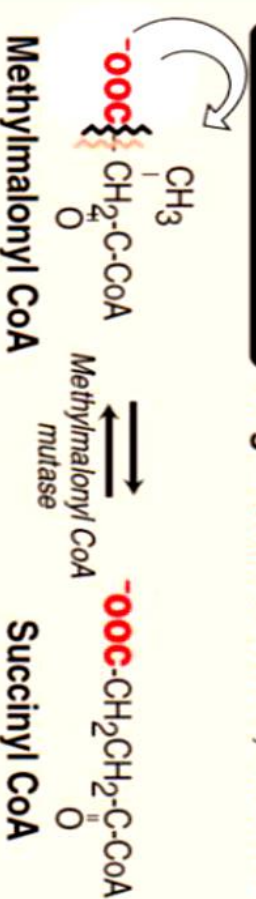 CH3
-OOC-CH2-C-CoA
O
Methylmalonyl CoA
Methylmalonyl CoA
mutase
-OOC-CH2CH2-C-CoA
O
Succinyl CoA